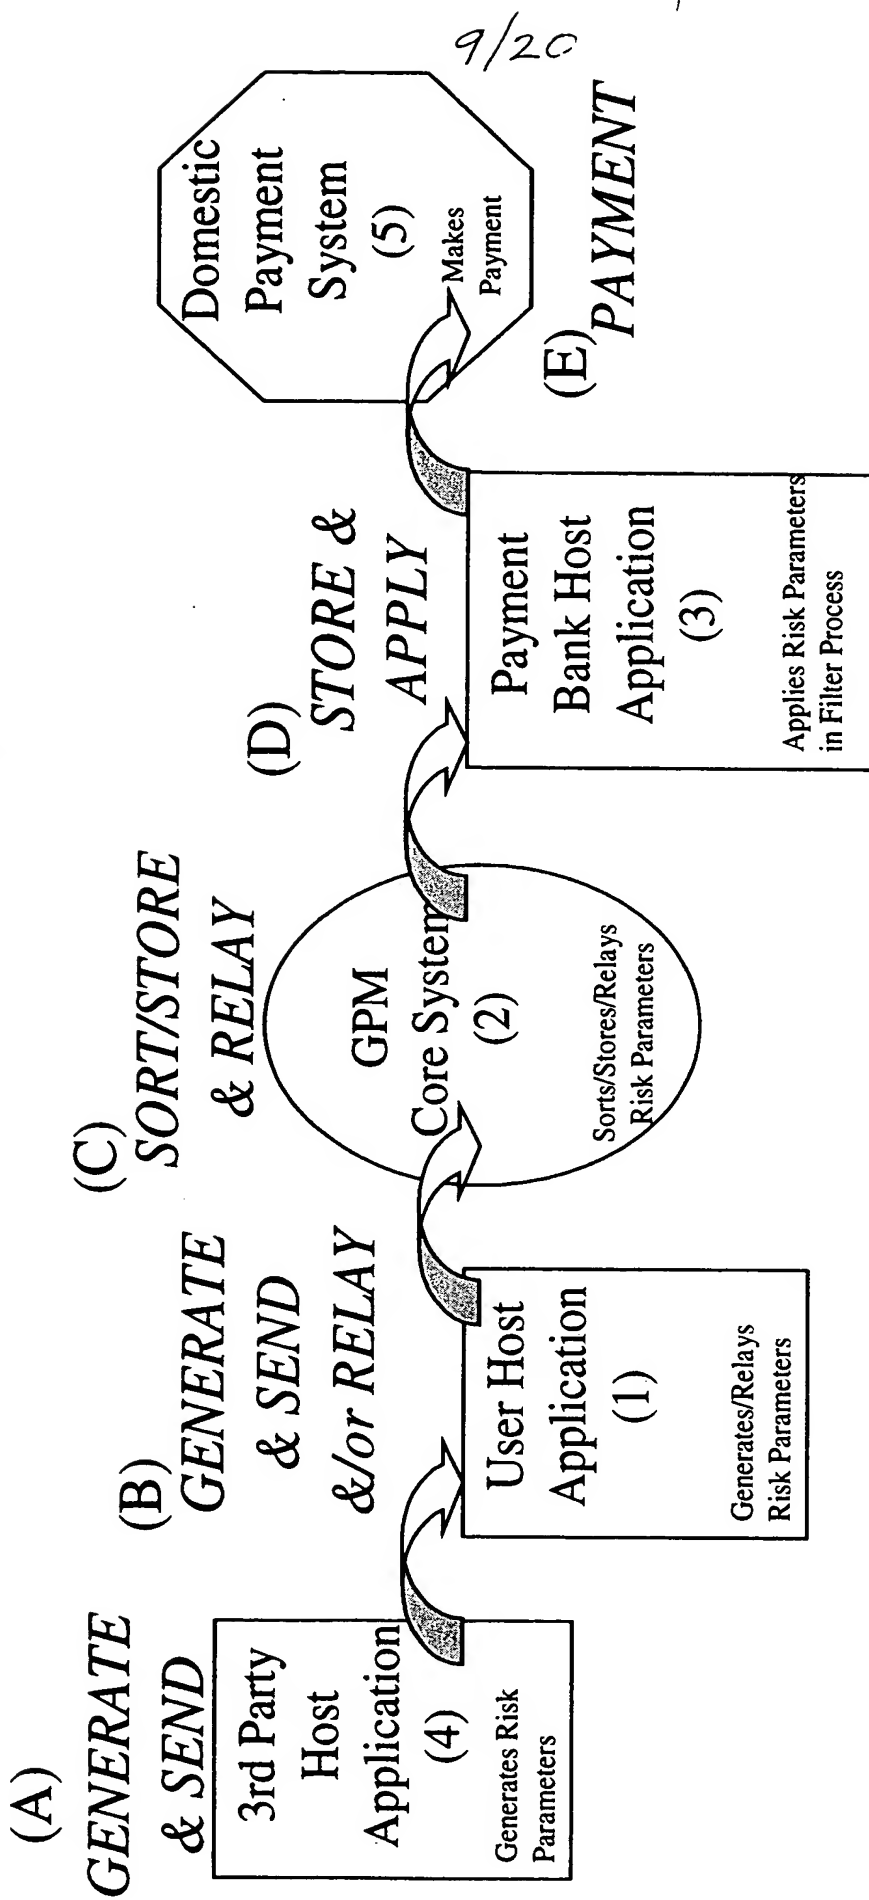 9/20
(A)
GENERATE
& SEND
3rd Party
Host
Application
(4)
Generates Risk
Parameters
(B)
GENERATE
& SEND
&/or RELAY
User Host
Application
(1)
Generates/Relays
Risk Parameters
(C)
SORT/STORE
& RELAY
GPM
Core System
(2)
Sorts/Stores/Relays
Risk Parameters
(D)
STORE &
APPLY
Payment
Bank Host
Application
(3)
Applies Risk Parameters
in Filter Process
Domestic
Payment
System
(5)
Makes
Payment
(E)
PAYMENT